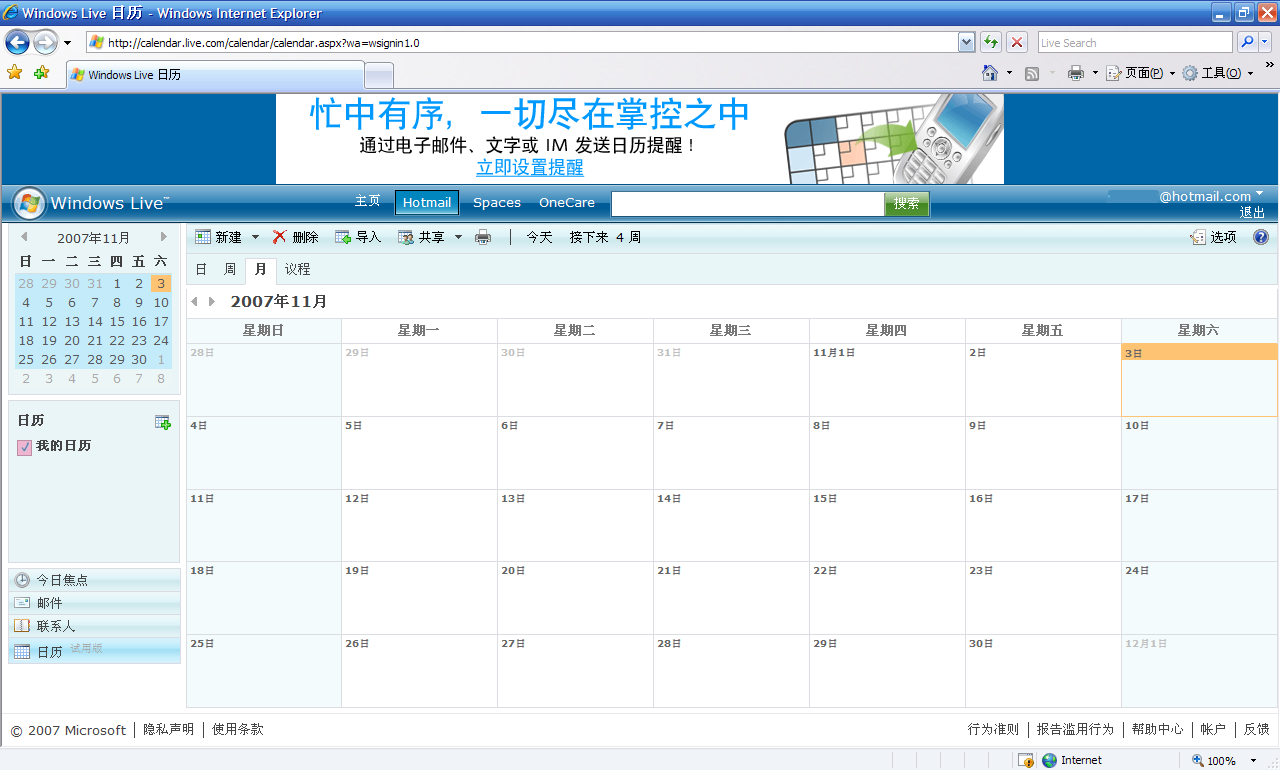 Windows Live 日历 - Windows Internet Explorer
http://calendar.live.com/calendar/calendar.aspx?wa=wsignin1.0
Live Search
Windows Live 日历
页面(P)
工具(O)
忙中有序，一切尽在掌控之中
通过电子邮件、文字或 IM 发送日历提醒！
立即设置提醒
Windows Live™
主页 Hotmail Spaces OneCare
搜索
@hotmail.com
退出
2007年11月
日 一 二 三 四 五 六
28 29 30 31 1 2 3
4 5 6 7 8 9 10
11 12 13 14 15 16 17
18 19 20 21 22 23 24
25 26 27 28 29 30 1
2 3 4 5 6 7 8
日历
我的日历
今日焦点
邮件
联系人
日历 试用版
新建 删除 导入 共享 今天 接下来 4 周 选项
日 周 月 议程
2007年11月
星期日 星期一 星期二 星期三 星期四 星期五 星期六
28日 29日 30日 31日 11月1日 2日 3日
4日 5日 6日 7日 8日 9日 10日
11日 12日 13日 14日 15日 16日 17日
18日 19日 20日 21日 22日 23日 24日
25日 26日 27日 28日 29日 30日 12月1日
© 2007 Microsoft 隐私声明 使用条款
行为准则 报告滥用行为 帮助中心 帐户 反馈
Internet
100%